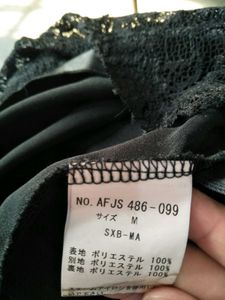 NO. AFJS 486-099
サイズ M
SXB-MA
表地 ポリエステル 100%
別地 ポリエステル 100%
裏地 ポリエステル 100%